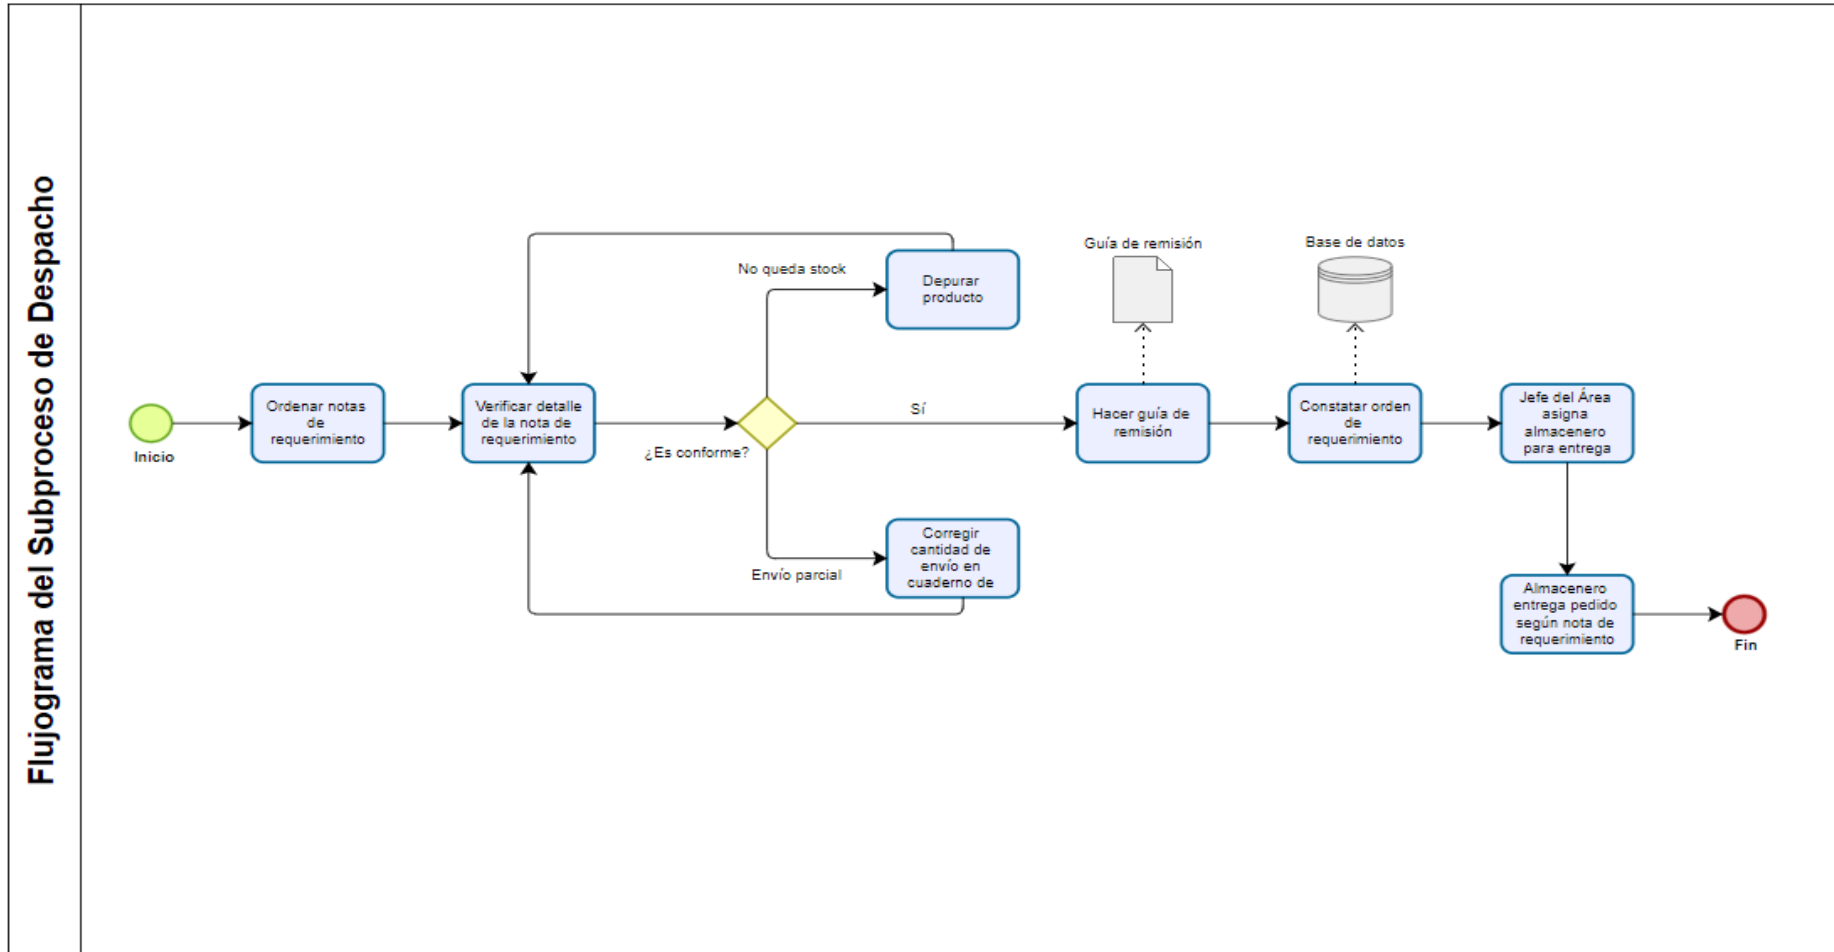 Flujograma del Subproceso de Despacho
Inicio
Ordenar notas
de
requerimiento
Verificar detalle
de la nota de
requerimiento
¿Es conforme?
No queda stock
Depurar
producto
Sí
Envío parcial
Corregir
cantidad de
envío en
cuaderno de
Guía de remisión
Hacer guía de
remisión
Base de datos
Constatar orden
de
requerimiento
Jefe del Área
asigna
almacenero
para entrega
Almacenero
entrega pedido
según nota de
requerimiento
Fin